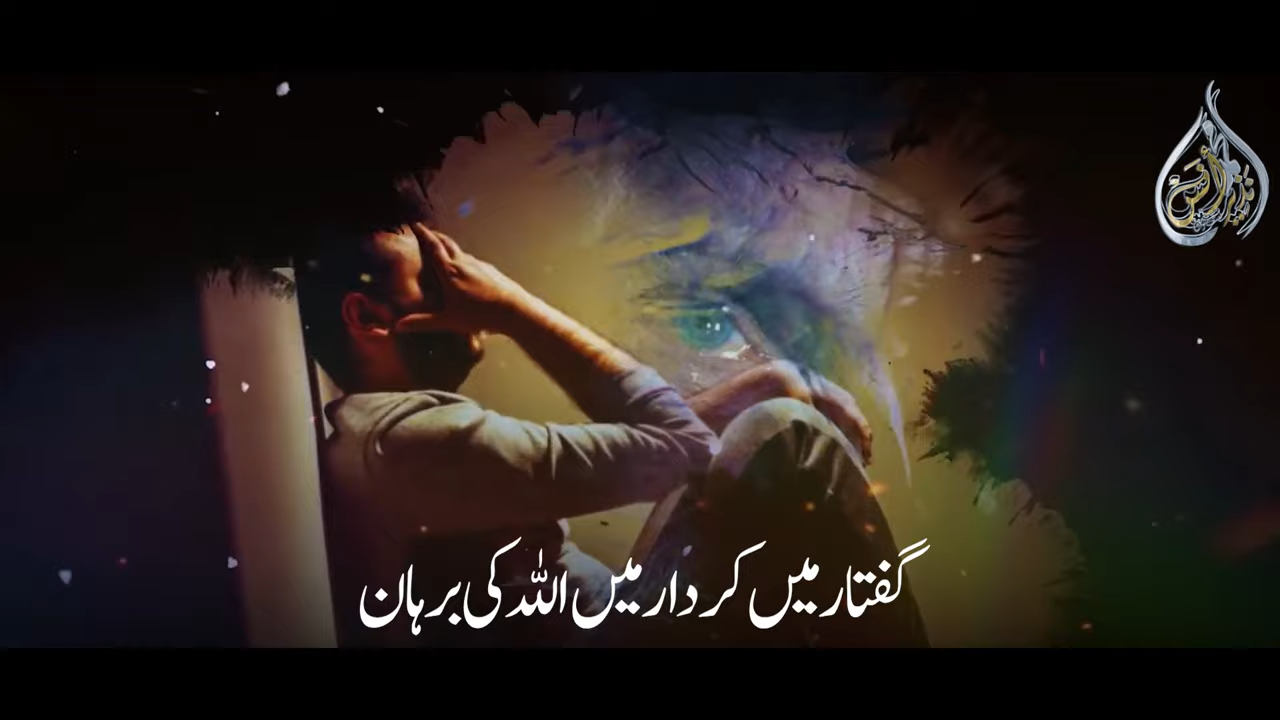 گفتار میں کردار میں اللہ کی برہان